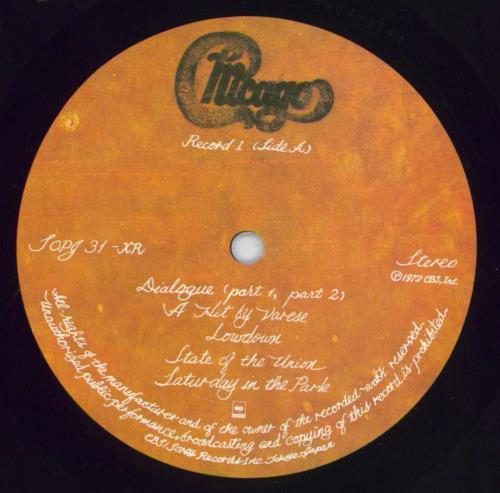 Chicago
Record I (Side A)
SOPJ 31-XR
Stereo
Ⓟ1972 CBS, Inc.
Dialogue (part 1, part 2)
A Hit by Varese
Lowdown
State of the Union
Saturday in the Park
All rights of the manufacturer and of the owner of the recorded work reserved.
Unauthorized public performance, broadcasting and copying of this record is prohibited.
CBS/Sony Records Inc. Tokyo, Japan